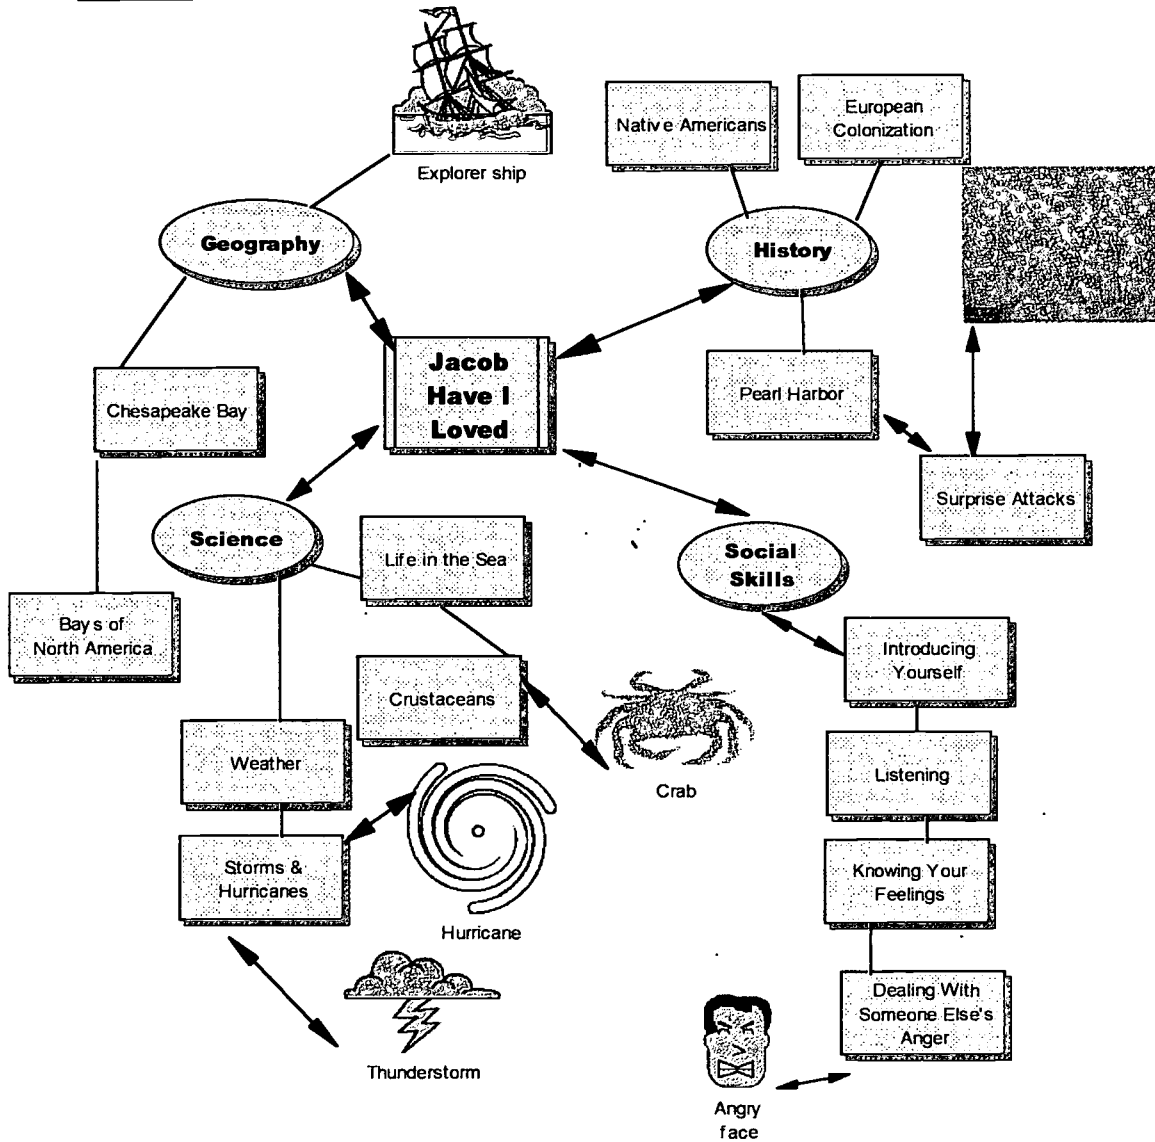 Explorer ship
Native Americans
European
Colonization
Geography
History
Jacob
Have I
Loved
Chesapeake Bay
Pearl Harbor
Surprise Attacks
Science
Life in the Sea
Social
Skills
Bays of
North America
Introducing
Yourself
Crustaceans
Weather
Crab
Listening
Storms &
Hurricanes
Knowing Your
Feelings
Hurricane
Dealing With
Someone Else's
Anger
Thunderstorm
Angry
face